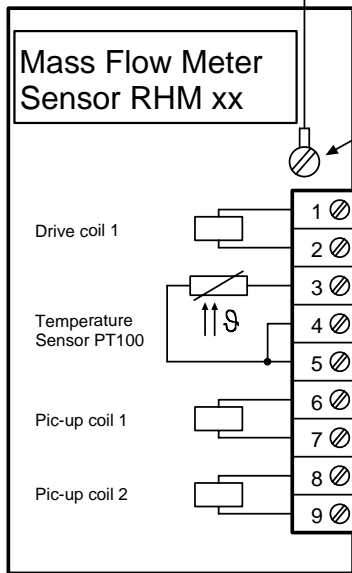 Mass Flow Meter
Sensor RHM xx
1
Drive coil 1
2
3
ϑ
4
Temperature
Sensor PT100
5
6
Pic-up coil 1
7
8
Pic-up coil 2
9